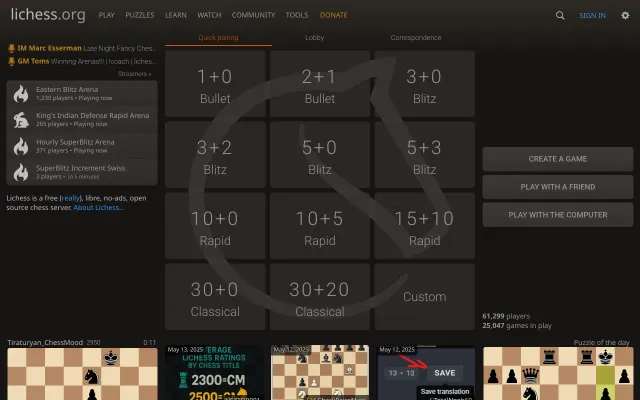 lichess.org
PLAY PUZZLES LEARN WATCH COMMUNITY TOOLS DONATE
SIGN IN
IM Marc Esserman Late Night Fancy Ches...
GM Toms Winning Arenas!!! | !coach | liches...
Streamers »
Eastern Blitz Arena
1,230 players • Playing now
King's Indian Defense Rapid Arena
265 players • Playing now
Hourly SuperBlitz Arena
371 players • Playing now
SuperBlitz Increment Swiss
3 players • in 5 minutes
Lichess is a free (really), libre, no-ads, open
source chess server. About Lichess...
Quick pairing Lobby Correspondence
1+0 2+1 3+0
Bullet Bullet Blitz
3+2 5+0 5+3
Blitz Blitz Blitz
10+0 10+5 15+10
Rapid Rapid Rapid
30+0 30+20 Custom
Classical Classical
CREATE A GAME
PLAY WITH A FRIEND
PLAY WITH THE COMPUTER
61,299 players
25,047 games in play
Tiraturyan_ChessMood 2950 0:11
May 13, 2025
ERAGE
LICHESS RATINGS
BY CHESS TITLE
2300=CM
2500=FM
May 12, 2025
May 12, 2025
13 • 13 SAVE
Save translation
Puzzle of the day